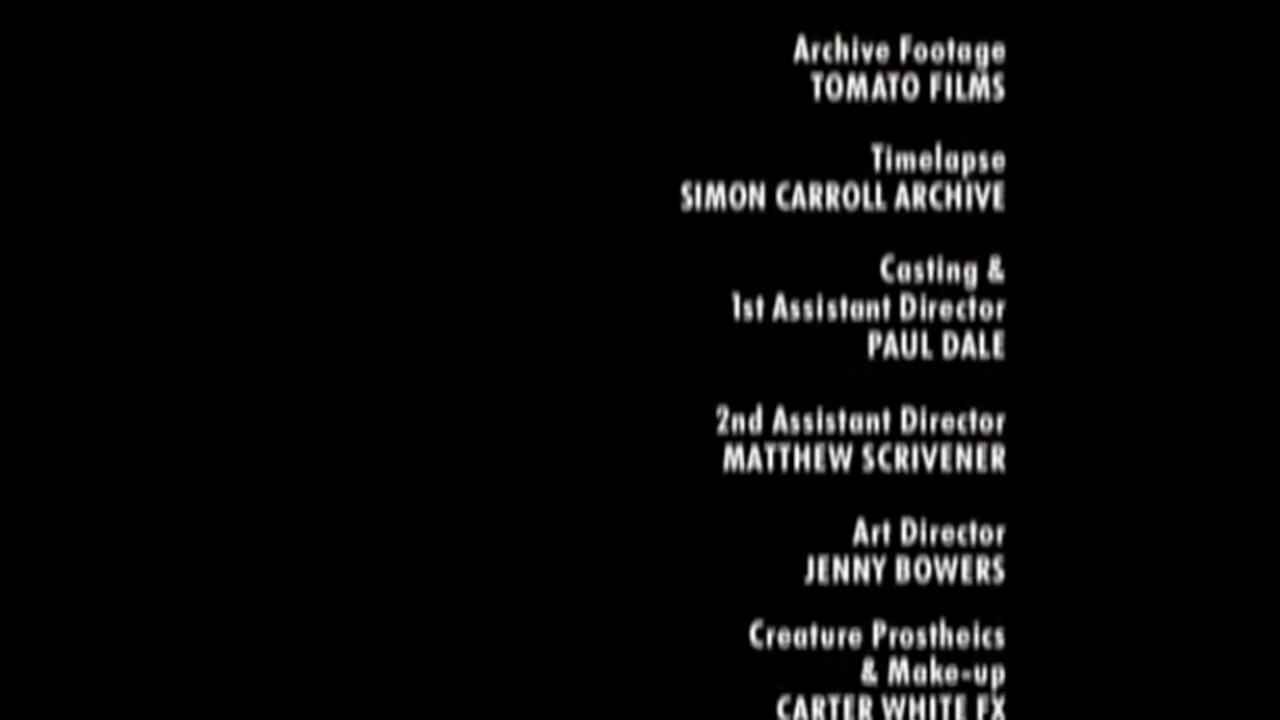 Archive Footage
TOMATO FILMS
Timelapse
SIMON CARROLL ARCHIVE
Casting &
1st Assistant Director
PAUL DALE
2nd Assistant Director
MATTHEW SCRIVENER
Art Director
JENNY BOWERS
Creature Prostheics
& Make-up
CARTER WHITE FX